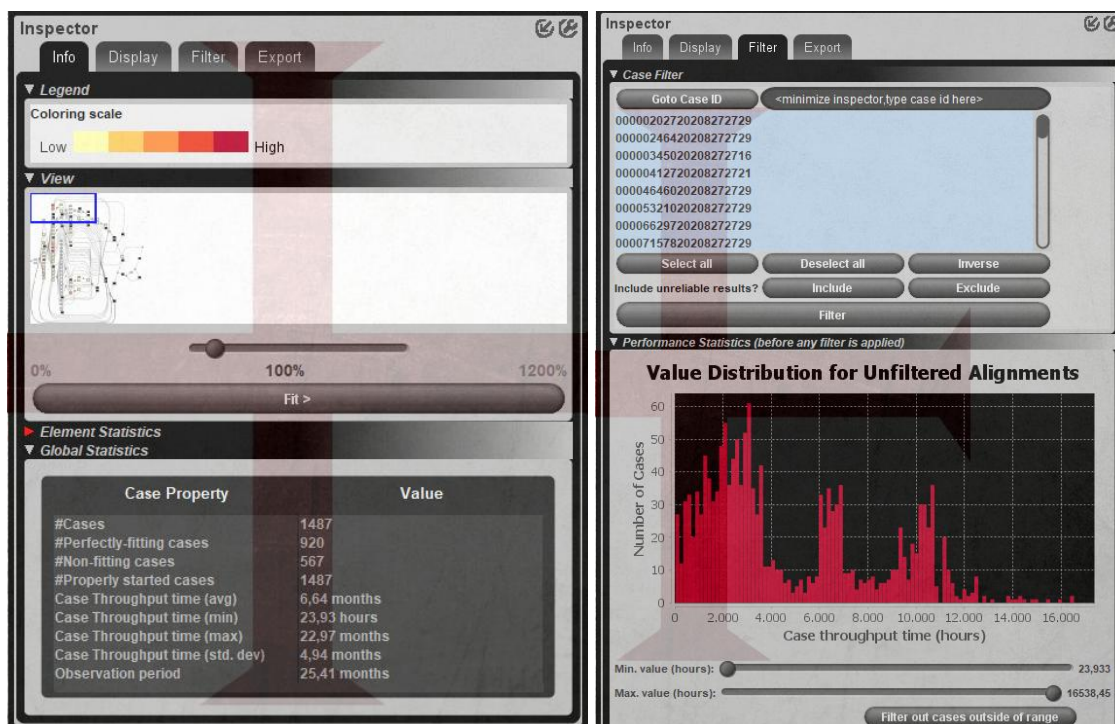 Inspector
Info Display Filter Export
Legend
Coloring scale
Low High
View
0% 100% 1200%
Fit >
Element Statistics
Global Statistics
Case Property Value
#Cases 1487
#Perfectly-fitting cases 920
#Non-fitting cases 567
#Properly started cases 1487
Case Throughput time (avg) 6,64 months
Case Throughput time (min) 23,93 hours
Case Throughput time (max) 22,97 months
Case Throughput time (std. dev) 4,94 months
Observation period 25,41 months
Inspector
Info Display Filter Export
Case Filter
Goto Case ID <minimize inspector,type case id here>
00000202720208272729
00000246420208272729
00000345020208272716
00000412720208272721
00000464602​0208272729
00000532102​0208272729
00000662972​0208272729
00000715782​0208272729
Select all Deselect all Inverse
Include unreliable results? Include Exclude
Filter
Performance Statistics (before any filter is applied)
Value Distribution for Unfiltered Alignments
60
50
40
30
20
10
0
Number of Cases
0 2.000 4.000 6.000 8.000 10.000 12.000 14.000 16.000
Case throughput time (hours)
Min. value (hours): 23,933
Max. value (hours): 16538,45
Filter out cases outside of range